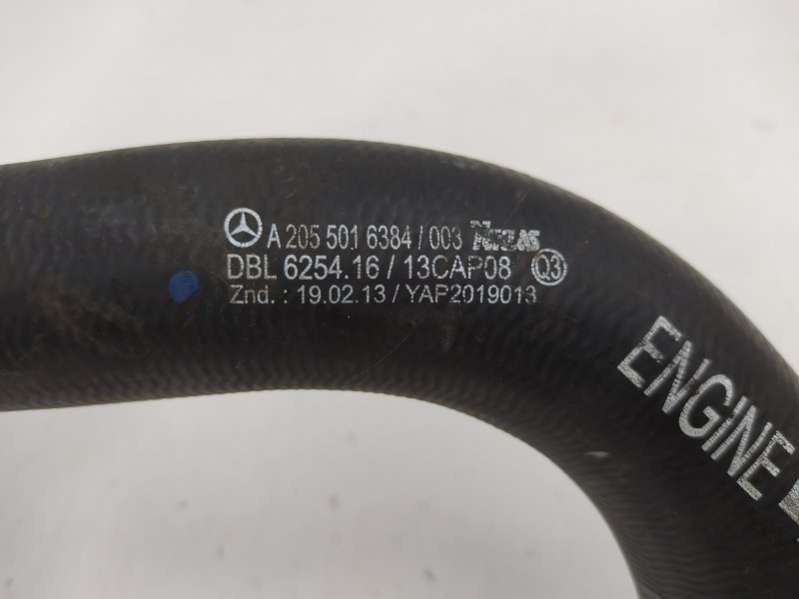 A 205 501 6384 / 003
DBL 6254.16 / 13CAP08 Q3
Znd. : 19.02.13 / YAP2019013
ENGINE